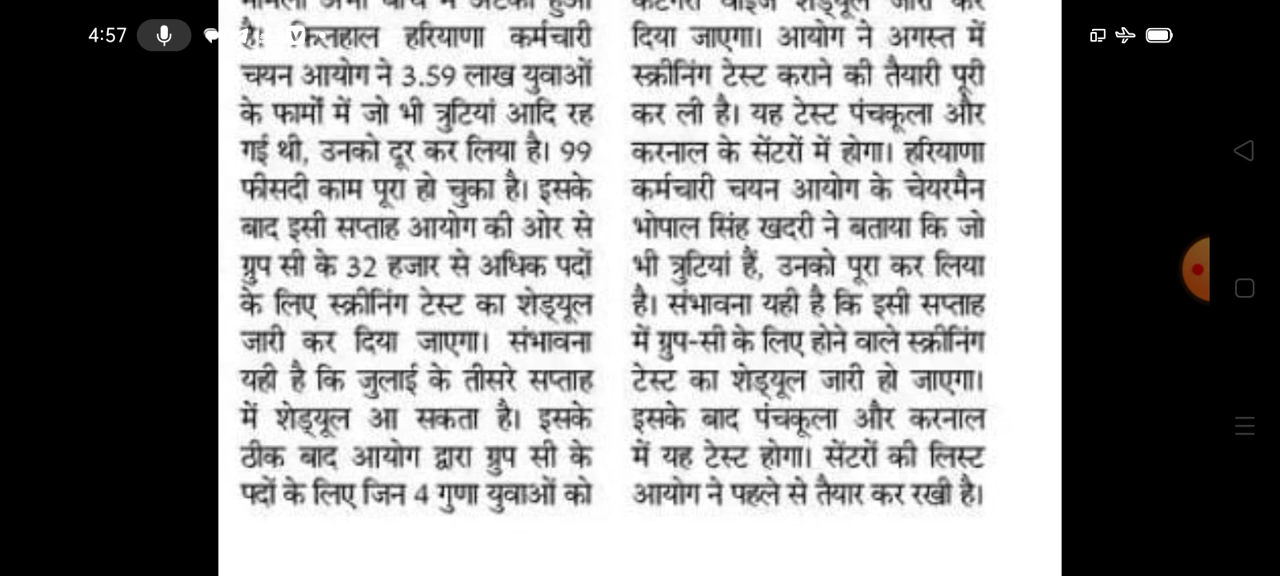 4:57
है। फिलहाल हरियाणा कर्मचारी
चयन आयोग ने 3.59 लाख युवाओं
के फार्मों में जो भी त्रुटियां आदि रह
गई थी, उनको दूर कर लिया है। 99
फीसदी काम पूरा हो चुका है। इसके
बाद इसी सप्ताह आयोग की ओर से
ग्रुप सी के 32 हजार से अधिक पदों
के लिए स्क्रीनिंग टेस्ट का शेड्यूल
जारी कर दिया जाएगा। संभावना
यही है कि जुलाई के तीसरे सप्ताह
में शेड्यूल आ सकता है। इसके
ठीक बाद आयोग द्वारा ग्रुप सी के
पदों के लिए जिन 4 गुणा युवाओं को
कैटेगरी वाइज शेड्यूल जारी कर
दिया जाएगा। आयोग ने अगस्त में
स्क्रीनिंग टेस्ट कराने की तैयारी पूरी
कर ली है। यह टेस्ट पंचकूला और
करनाल के सेंटरों में होगा। हरियाणा
कर्मचारी चयन आयोग के चेयरमैन
भोपाल सिंह खदरी ने बताया कि जो
भी त्रुटियां हैं, उनको पूरा कर लिया
है। संभावना यही है कि इसी सप्ताह
में ग्रुप-सी के लिए होने वाले स्क्रीनिंग
टेस्ट का शेड्यूल जारी हो जाएगा।
इसके बाद पंचकूला और करनाल
में यह टेस्ट होगा। सेंटरों की लिस्ट
आयोग ने पहले से तैयार कर रखी है।